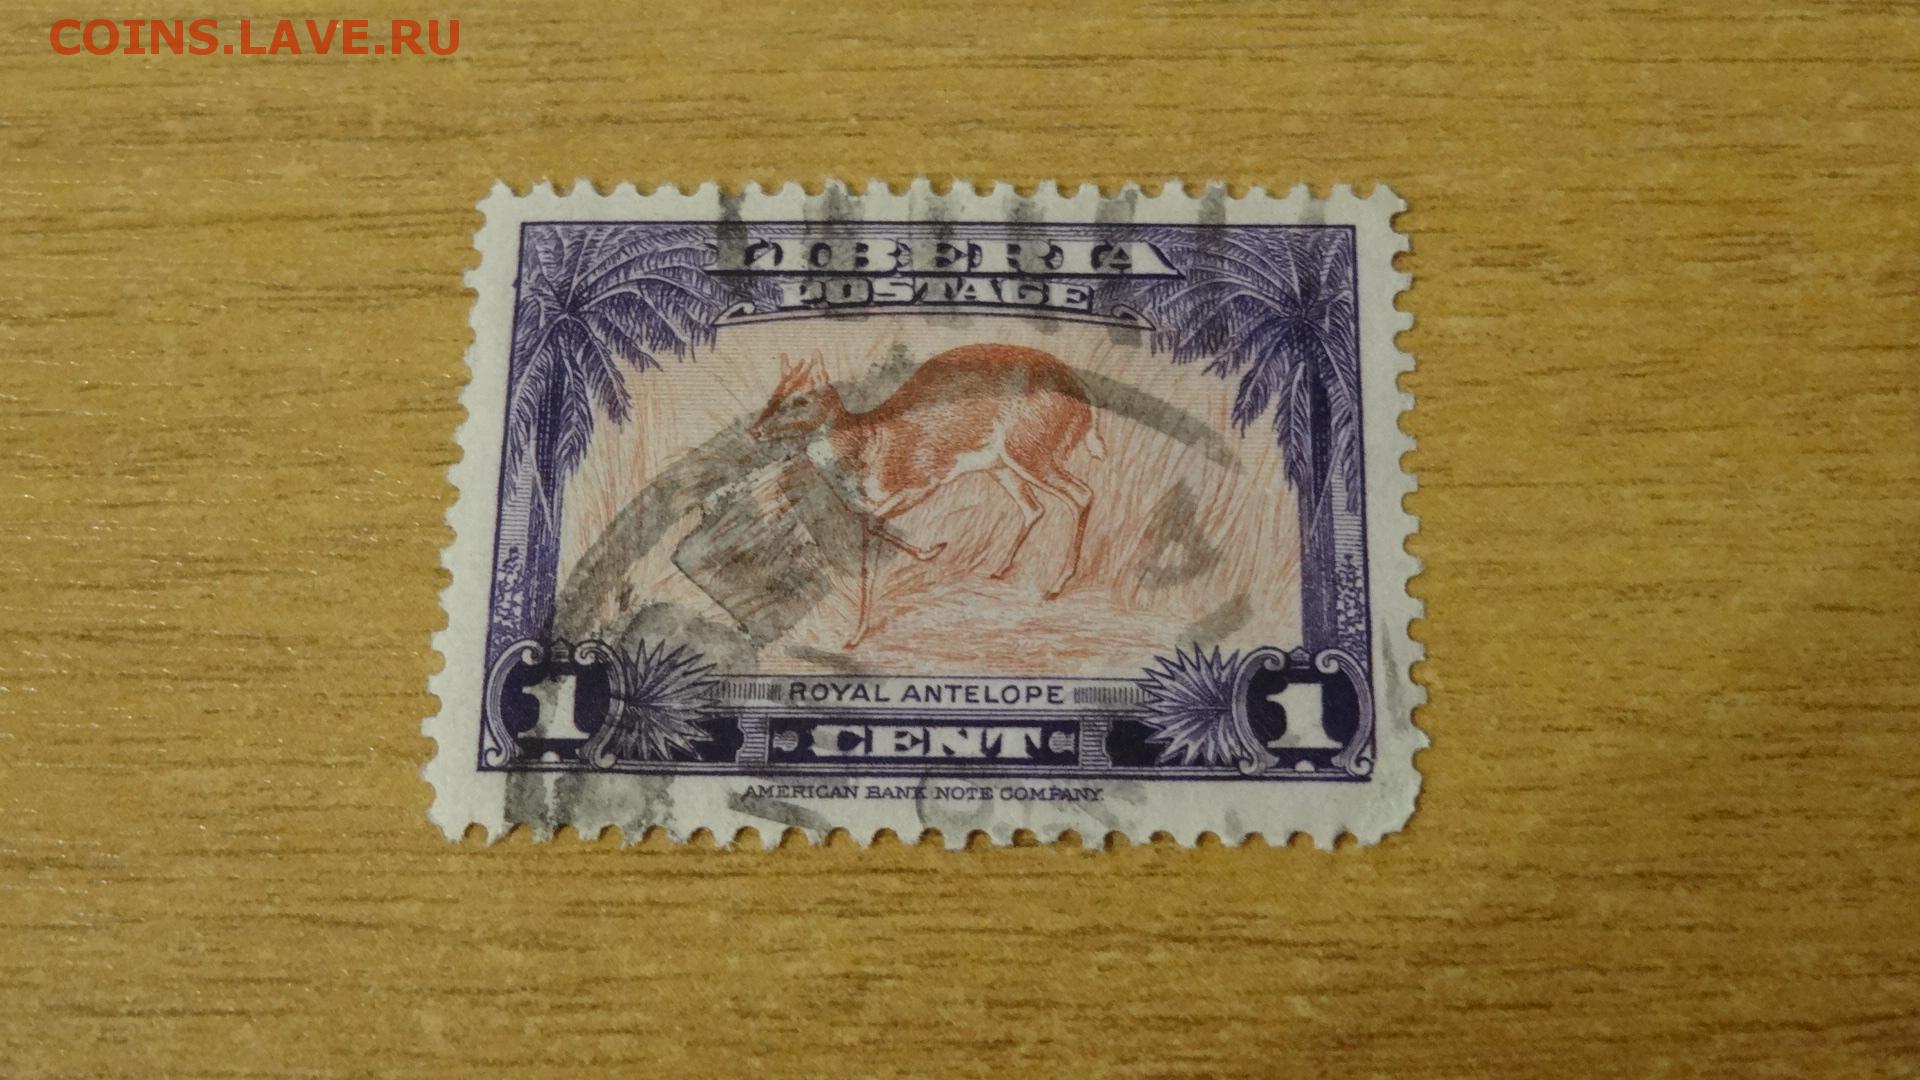 COINS.LAVE.RU
LIBERIA
POSTAGE
ROYAL ANTELOPE
1 CENT 1
AMERICAN BANK NOTE COMPANY.